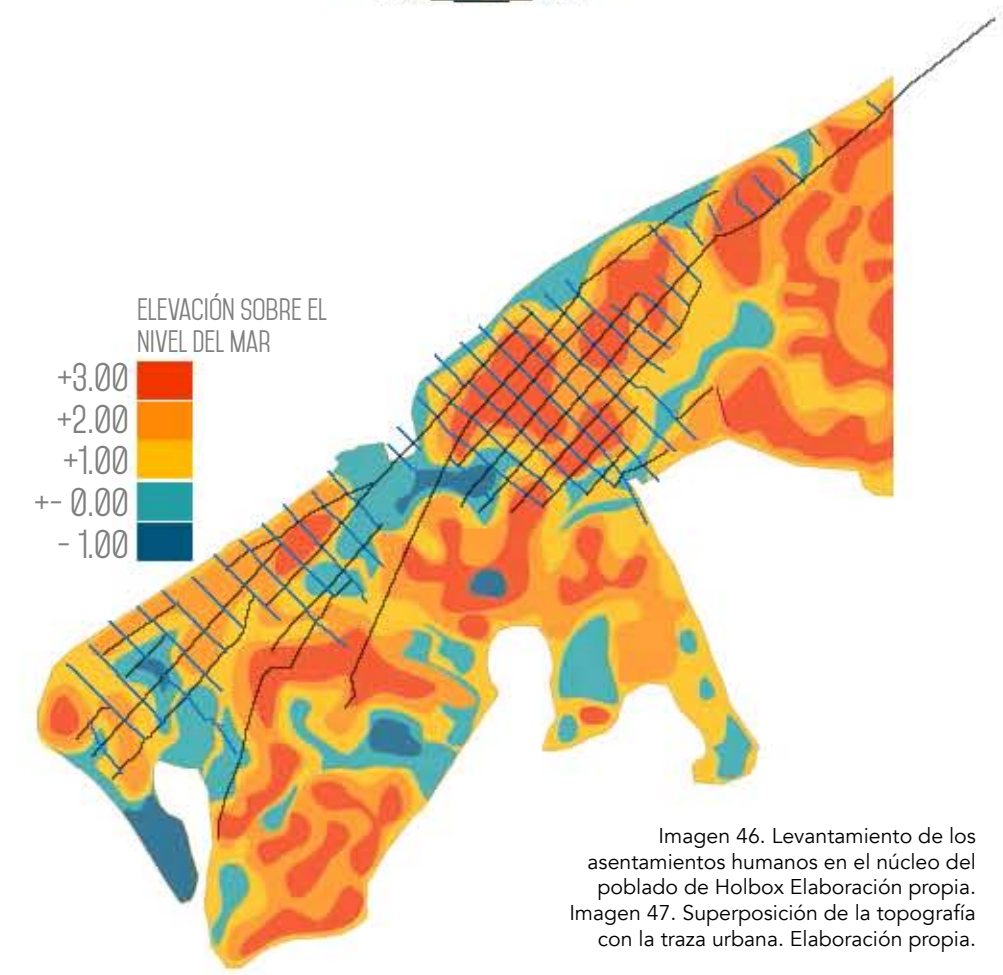 ELEVACIÓN SOBRE EL
NIVEL DEL MAR
+3.00
+2.00
+1.00
+- 0.00
- 1.00
Imagen 46. Levantamiento de los
asentamientos humanos en el núcleo del
poblado de Holbox Elaboración propia.
Imagen 47. Superposición de la topografía
con la traza urbana. Elaboración propia.